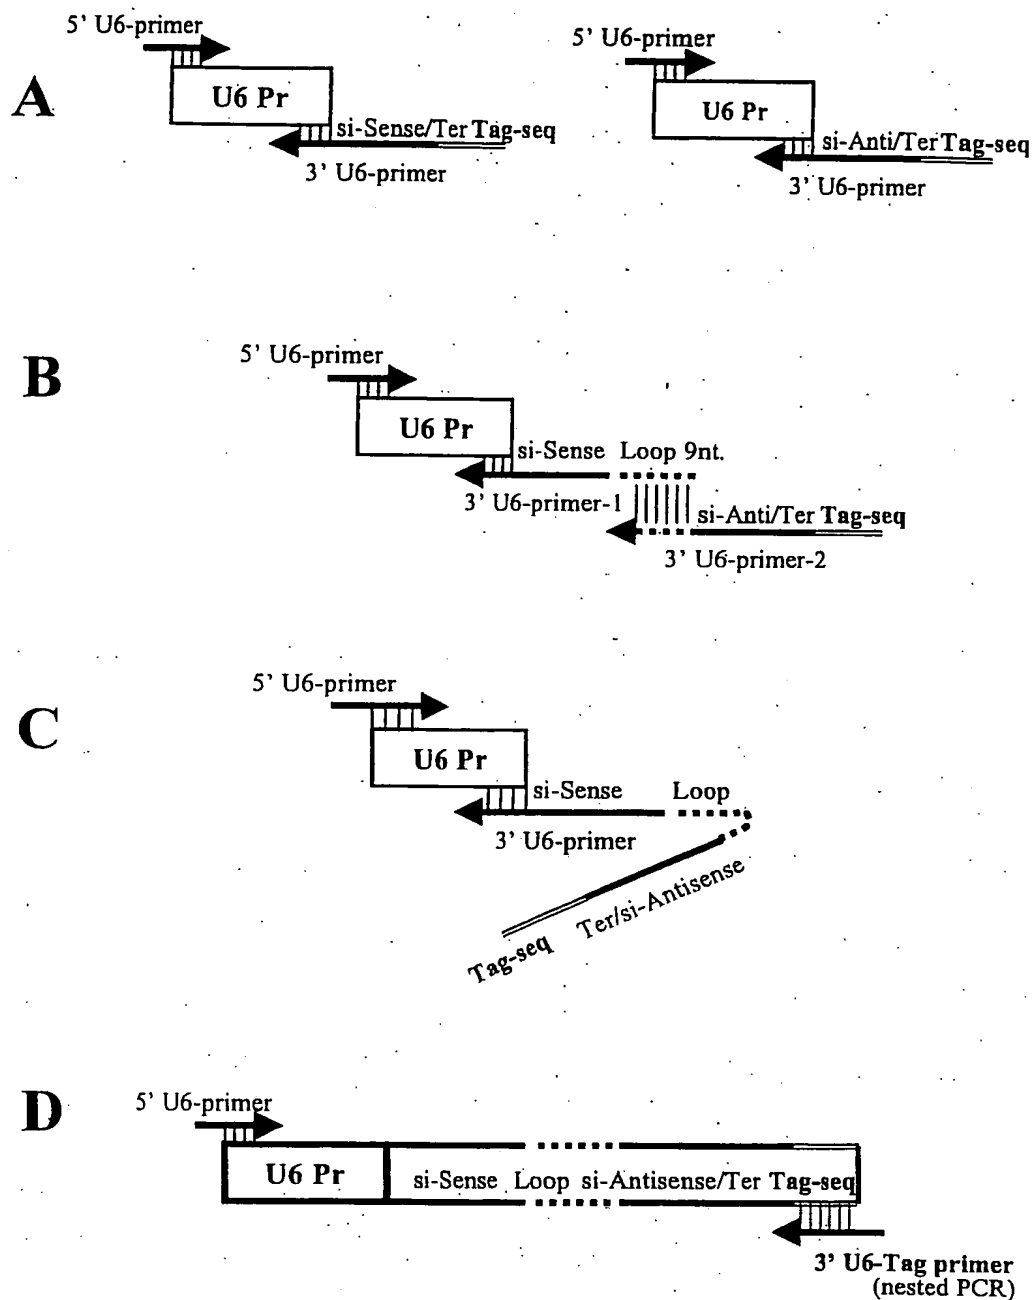 A
5' U6-primer
U6 Pr
si-Sense/Ter Tag-seq
3' U6-primer
5' U6-primer
U6 Pr
si-Anti/Ter Tag-seq
3' U6-primer
B
5' U6-primer
U6 Pr
si-Sense Loop 9nt.
3' U6-primer-1
si-Anti/Ter Tag-seq
3' U6-primer-2
C
5' U6-primer
U6 Pr
si-Sense Loop
3' U6-primer
Tag-seq Ter/si-Antisense
D
5' U6-primer
U6 Pr
si-Sense Loop si-Antisense/Ter Tag-seq
3' U6-Tag primer
(nested PCR)